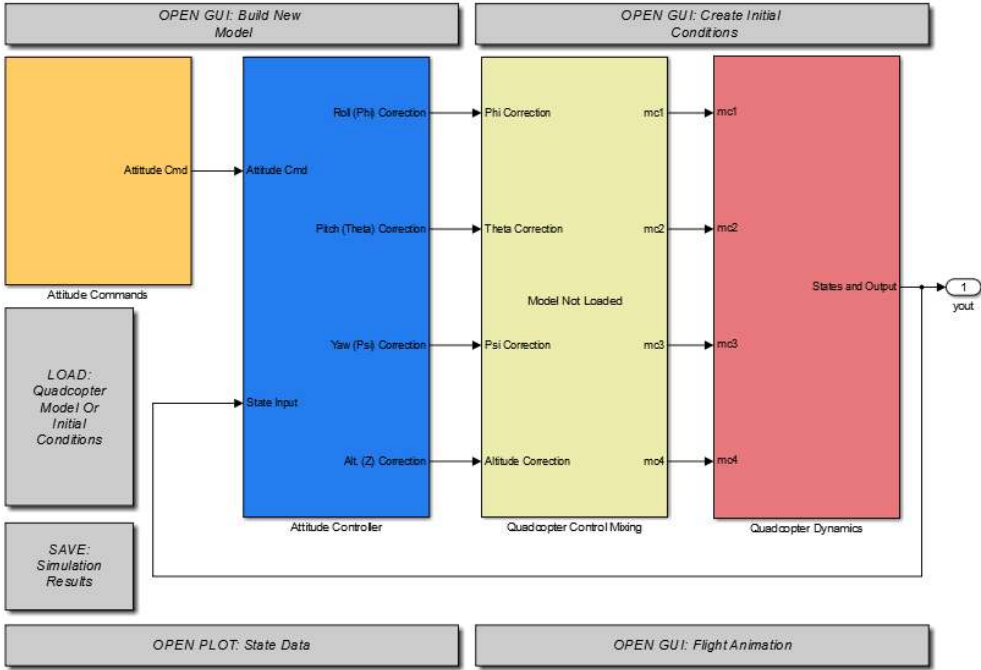 OPEN GUI: Build New
Model
OPEN GUI: Create Initial
Conditions
Attittude Cmd
Attitude Commands
Roll (Phi) Correction
Attitude Cmd
Pitch (Theta) Correction
Yaw (Psi) Correction
State Input
Alt. (Z) Correction
Attitude Controller
Phi Correction
mc1
Theta Correction
mc2
Model Not Loaded
Psi Correction
mc3
Altitude Correction
mc4
Quadcopter Control Mixing
mc1
mc2
States and Output
mc3
mc4
Quadcopter Dynamics
1
yout
LOAD:
Quadcopter
Model Or
Initial
Conditions
SAVE:
Simulation
Results
OPEN PLOT: State Data
OPEN GUI: Flight Animation